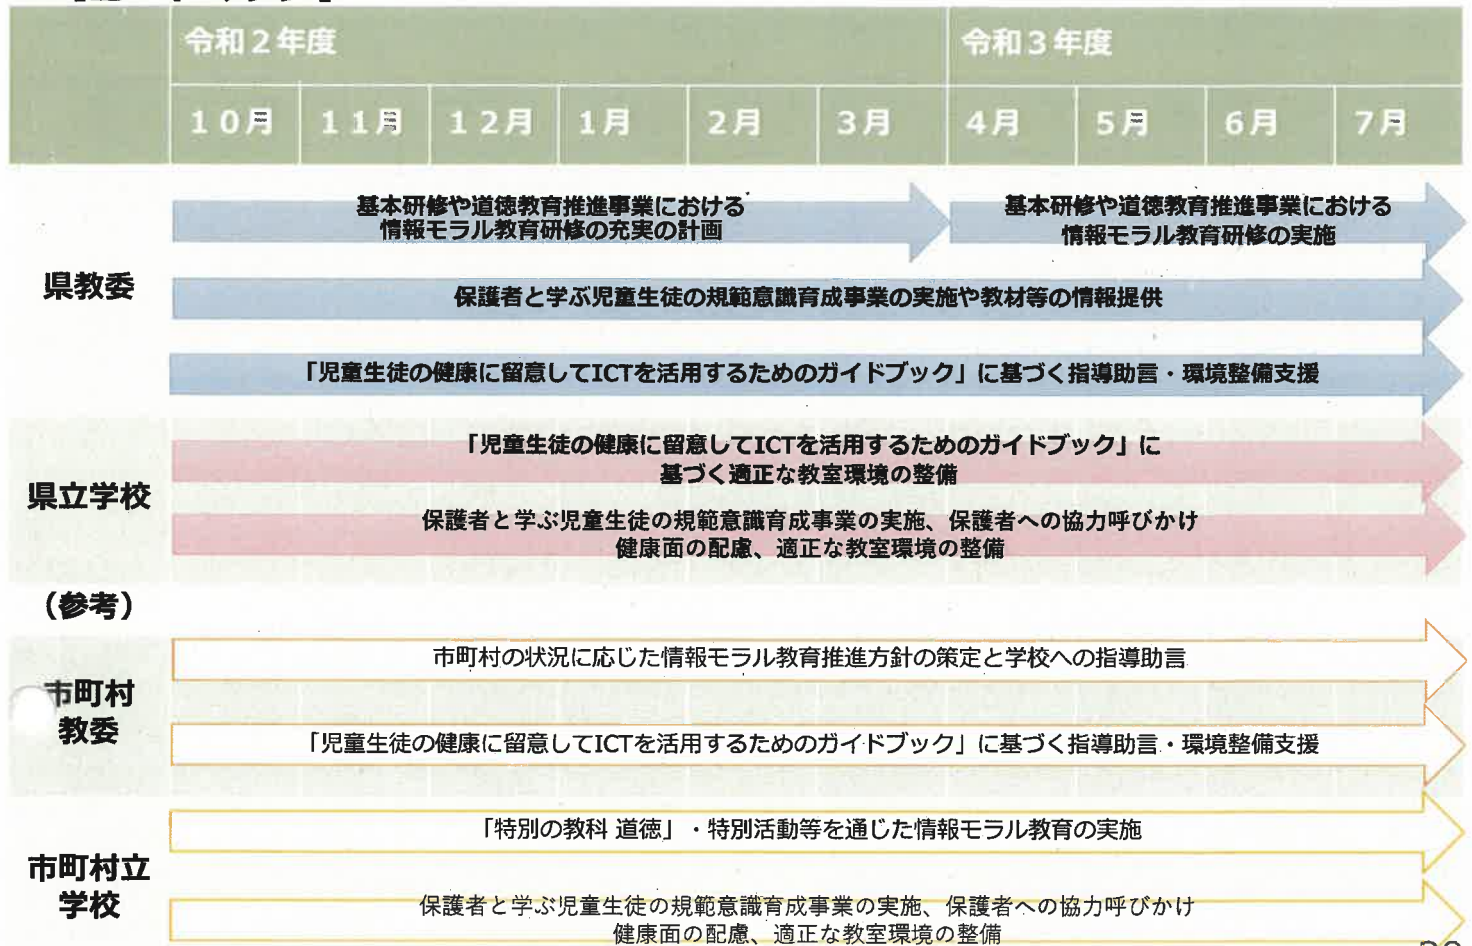 令和２年度
令和３年度
１０月 １１月 １２月 １月 ２月 ３月 ４月 ５月 ６月 ７月
県教委
基本研修や道徳教育推進事業における
情報モラル教育研修の充実の計画
基本研修や道徳教育推進事業における
情報モラル教育研修の実施
保護者と学ぶ児童生徒の規範意識育成事業の実施や教材等の情報提供
「児童生徒の健康に留意してICTを活用するためのガイドブック」に基づく指導助言・環境整備支援
県立学校
「児童生徒の健康に留意してICTを活用するためのガイドブック」に
基づく適正な教室環境の整備
保護者と学ぶ児童生徒の規範意識育成事業の実施、保護者への協力呼びかけ
健康面の配慮、適正な教室環境の整備
（参考）
市町村
教委
市町村の状況に応じた情報モラル教育推進方針の策定と学校への指導助言
「児童生徒の健康に留意してICTを活用するためのガイドブック」に基づく指導助言・環境整備支援
市町村立
学校
「特別の教科 道徳」・特別活動等を通じた情報モラル教育の実施
保護者と学ぶ児童生徒の規範意識育成事業の実施、保護者への協力呼びかけ
健康面の配慮、適正な教室環境の整備